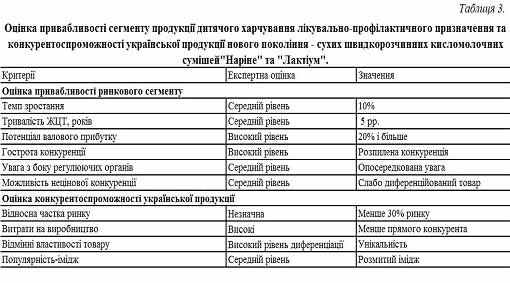 Таблиця 3.
Оцінка привабливості сегменту продукції дитячого харчування лікувально-профілактичного призначення та
конкурентоспроможності української продукції нового покоління - сухих швидкорозчинних кисломолочних
сумішей"Наріне" та "Лактіум".
Критерії Експертна оцінка Значення
Оцінка привабливості ринкового сегменту
Темп зростання Середній рівень 10%
Тривалість ЖЦТ, років Середній рівень 5 рр.
Потенціал валового прибутку Високий рівень 20% і більше
Гострота конкуренції Високий рівень Розпилена конкуренція
Увага з боку регулюючих органів Середній рівень Опосередкована увага
Можливість нецінової конкуренції Середній рівень Слабо диференційований товар
Оцінка конкурентоспроможності української продукції
Відносна частка ринку Незначна Менше 30% ринку
Витрати на виробництво Високі Менше прямого конкурента
Відмінні властивості товару Високий рівень диференціації Унікальність
Популярність-імідж Середній рівень Розмитий імідж